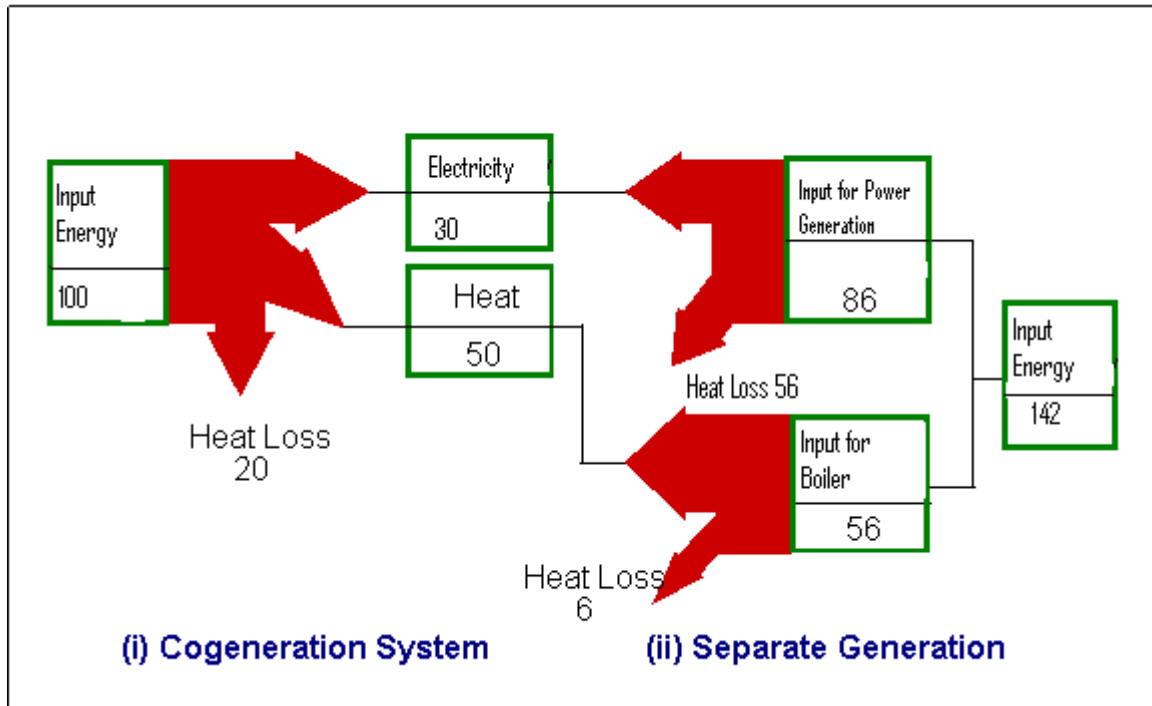 Input
Energy
100
Electricity
30
Heat
50
Heat Loss
20
Input for Power
Generation
86
Heat Loss 56
Input for
Boiler
56
Heat Loss
6
Input
Energy
142
(i) Cogeneration System
(ii) Separate Generation